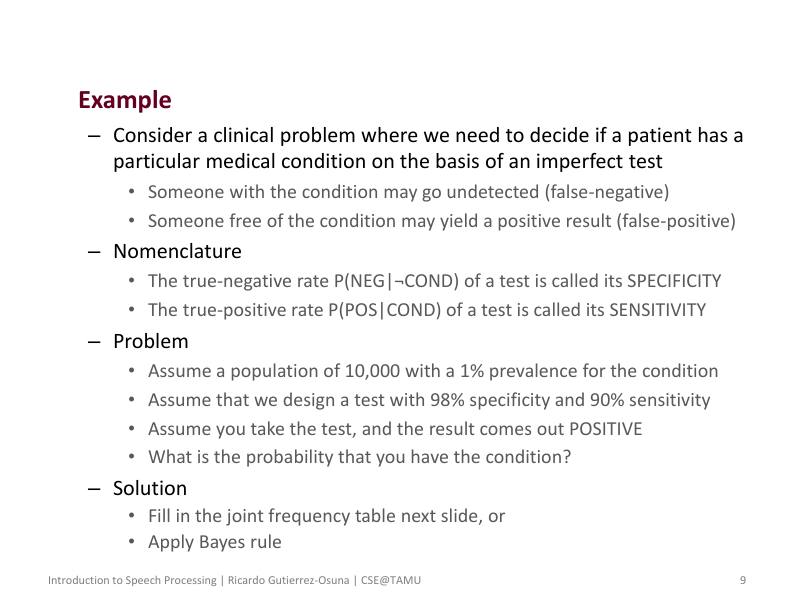 Example
– Consider a clinical problem where we need to decide if a patient has a
particular medical condition on the basis of an imperfect test
• Someone with the condition may go undetected (false-negative)
• Someone free of the condition may yield a positive result (false-positive)
– Nomenclature
• The true-negative rate P(NEG|¬COND) of a test is called its SPECIFICITY
• The true-positive rate P(POS|COND) of a test is called its SENSITIVITY
– Problem
• Assume a population of 10,000 with a 1% prevalence for the condition
• Assume that we design a test with 98% specificity and 90% sensitivity
• Assume you take the test, and the result comes out POSITIVE
• What is the probability that you have the condition?
– Solution
• Fill in the joint frequency table next slide, or
• Apply Bayes rule
Introduction to Speech Processing | Ricardo Gutierrez-Osuna | CSE@TAMU 9